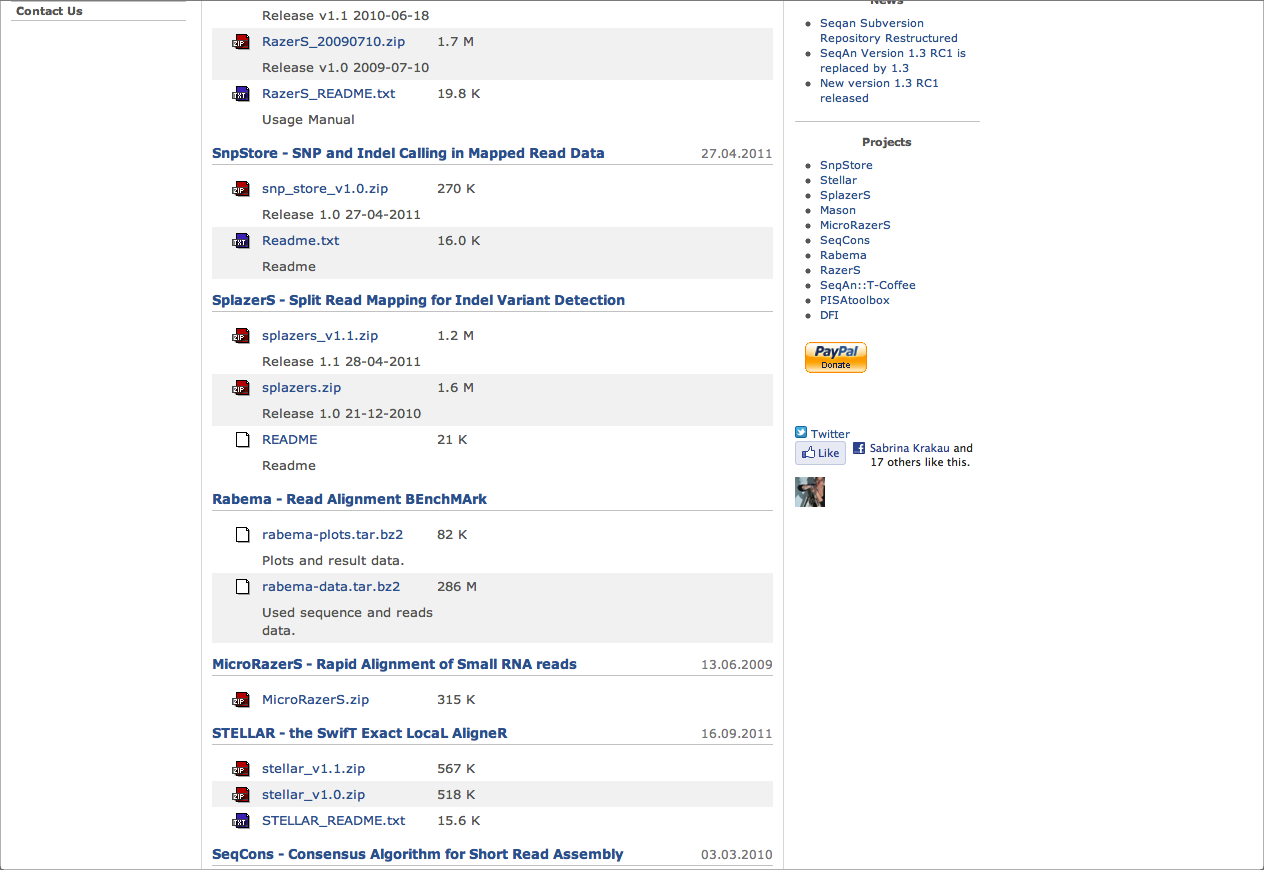 Contact Us
Release v1.1 2010-06-18
RazerS_20090710.zip 1.7 M
Release v1.0 2009-07-10
RazerS_README.txt 19.8 K
Usage Manual
SnpStore - SNP and Indel Calling in Mapped Read Data 27.04.2011
snp_store_v1.0.zip 270 K
Release 1.0 27-04-2011
Readme.txt 16.0 K
Readme
SplazerS - Split Read Mapping for Indel Variant Detection
splazers_v1.1.zip 1.2 M
Release 1.1 28-04-2011
splazers.zip 1.6 M
Release 1.0 21-12-2010
README 21 K
Readme
Rabema - Read Alignment BEnchMArk
rabema-plots.tar.bz2 82 K
Plots and result data.
rabema-data.tar.bz2 286 M
Used sequence and reads
data.
MicroRazerS - Rapid Alignment of Small RNA reads 13.06.2009
MicroRazerS.zip 315 K
STELLAR - the SwifT Exact LocaL AligneR 16.09.2011
stellar_v1.1.zip 567 K
stellar_v1.0.zip 518 K
STELLAR_README.txt 15.6 K
SeqCons - Consensus Algorithm for Short Read Assembly 03.03.2010
News
Seqan Subversion
Repository Restructured
SeqAn Version 1.3 RC1 is
replaced by 1.3
New version 1.3 RC1
released
Projects
SnpStore
Stellar
SplazerS
Mason
MicroRazerS
SeqCons
Rabema
RazerS
SeqAn::T-Coffee
PISAtoolbox
DFI
PayPal
Donate
Twitter
Like
Sabrina Krakau and
17 others like this.